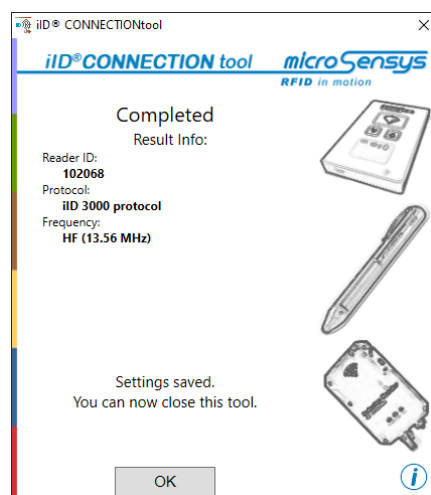 iID® CONNECTIONtool
iID®CONNECTION tool
microSensys
RFID in motion
Completed
Result Info:
Reader ID:
102068
Protocol:
iID 3000 protocol
Frequency:
HF (13.56 MHz)
Settings saved.
You can now close this tool.
OK
i